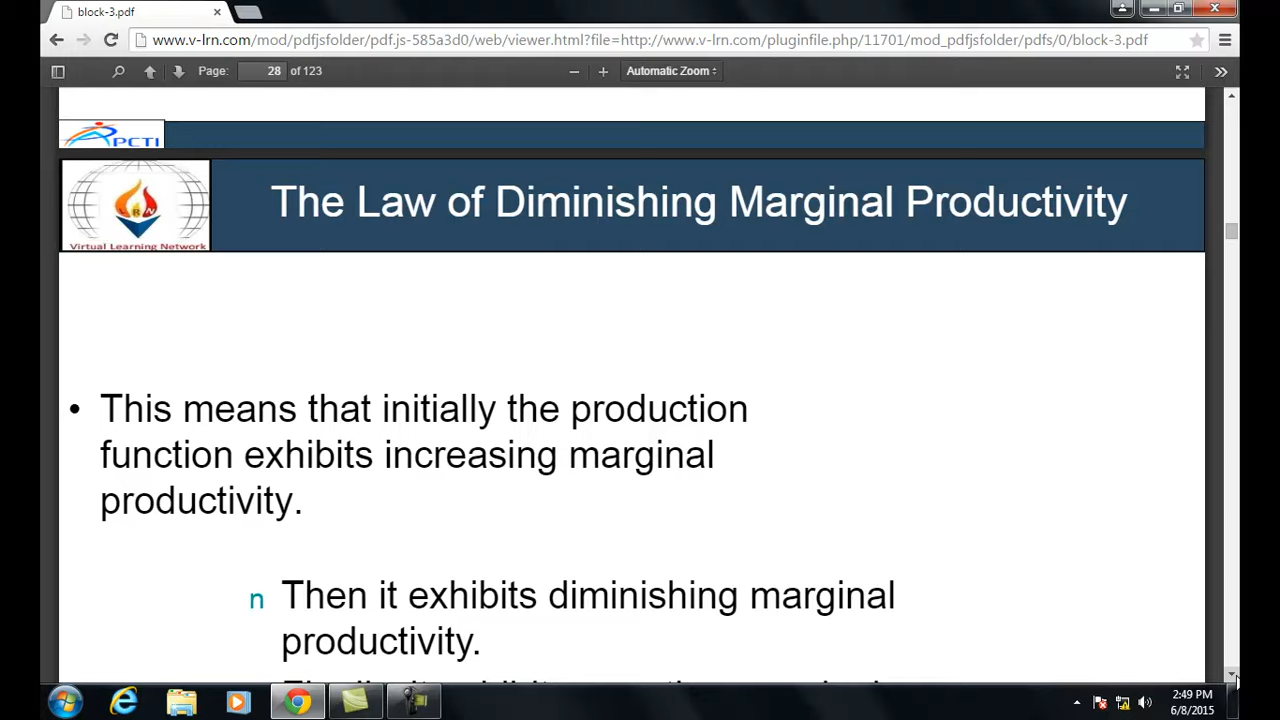 block-3.pdf
www.v-lrn.com/mod/pdfjsfolder/pdf.js-585a3d0/web/viewer.html?file=http://www.v-lrn.com/pluginfile.php/11701/mod_pdfjsfolder/pdfs/0/block-3.pdf
Page: 28 of 123 Automatic Zoom
PCTI
LRN
Virtual Learning Network
The Law of Diminishing Marginal Productivity
• This means that initially the production
function exhibits increasing marginal
productivity.
n Then it exhibits diminishing marginal
productivity.
2:49 PM
6/8/2015